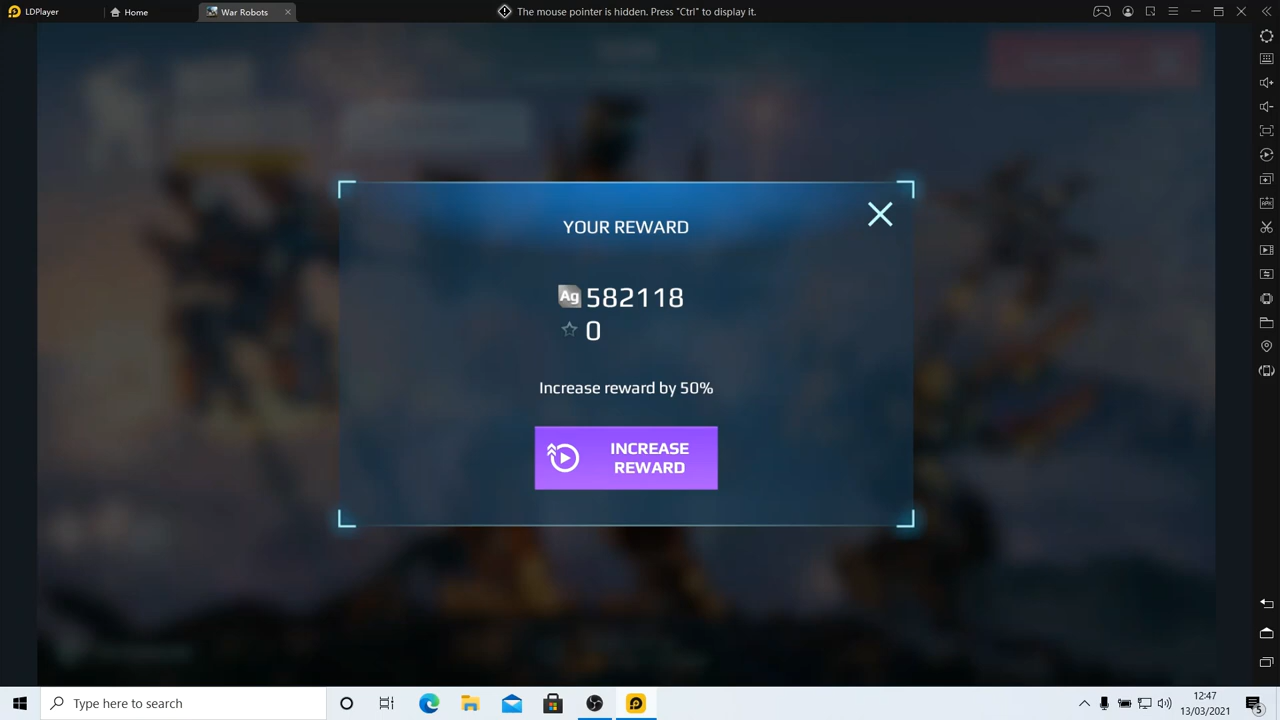 LDPlayer
Home
War Robots
The mouse pointer is hidden. Press "Ctrl" to display it.
YOUR REWARD
Ag 582118
0
Increase reward by 50%
INCREASE
REWARD
Type here to search
12:47
13/03/2021
5